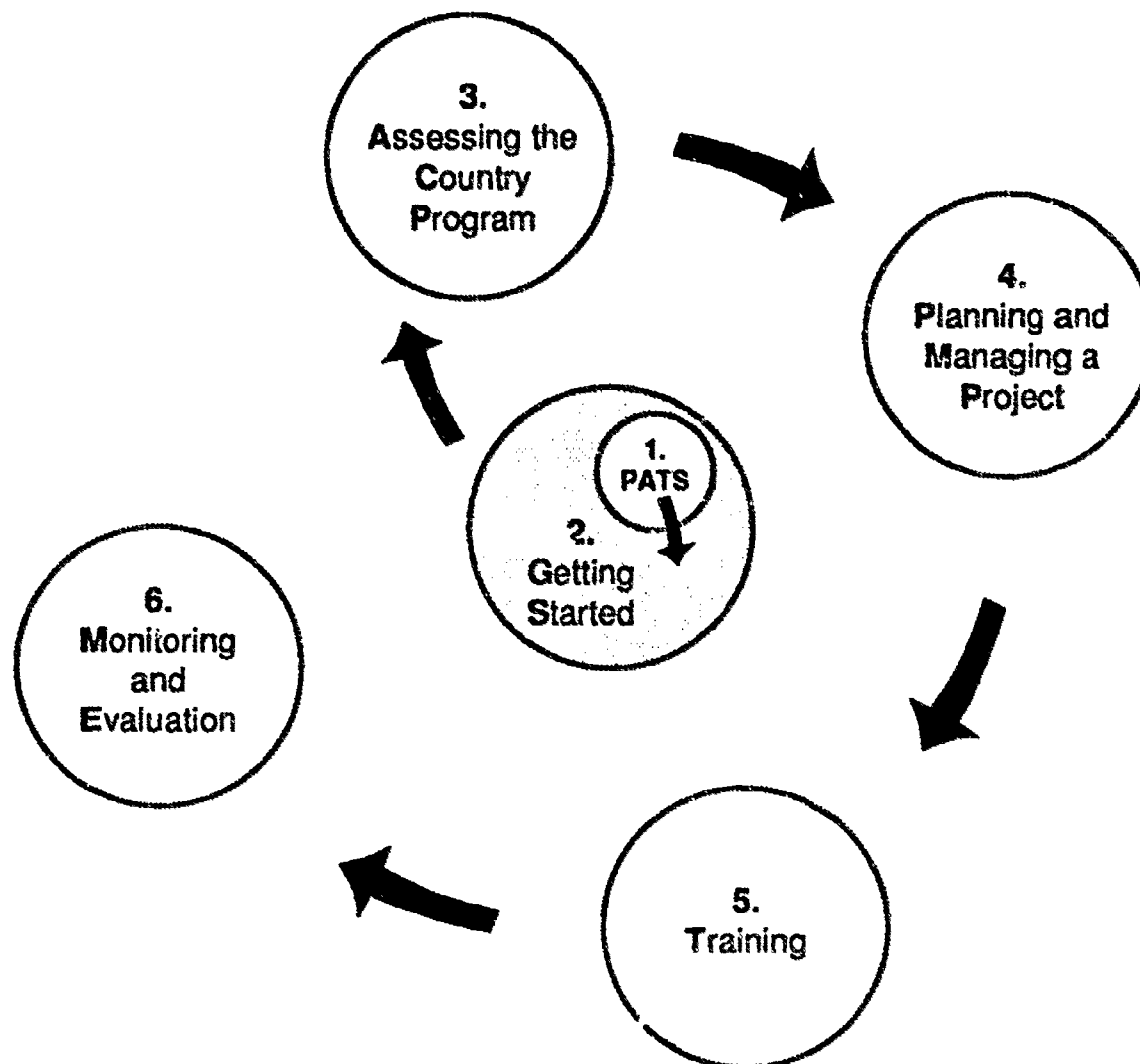 1.
PATS
2.
Getting
Started
3.
Assessing the
Country
Program
4.
Planning and
Managing a
Project
5.
Training
6.
Monitoring
and
Evaluation